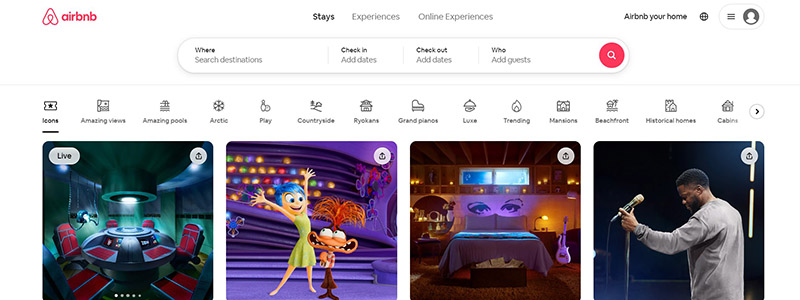 airbnb
Stays
Experiences
Online Experiences
Airbnb your home
Where
Search destinations
Check in
Add dates
Check out
Add dates
Who
Add guests
Icons
Amazing views
Amazing pools
Arctic
Play
Countryside
Ryokans
Grand pianos
Luxe
Trending
Mansions
Beachfront
Historical homes
Cabins
Live